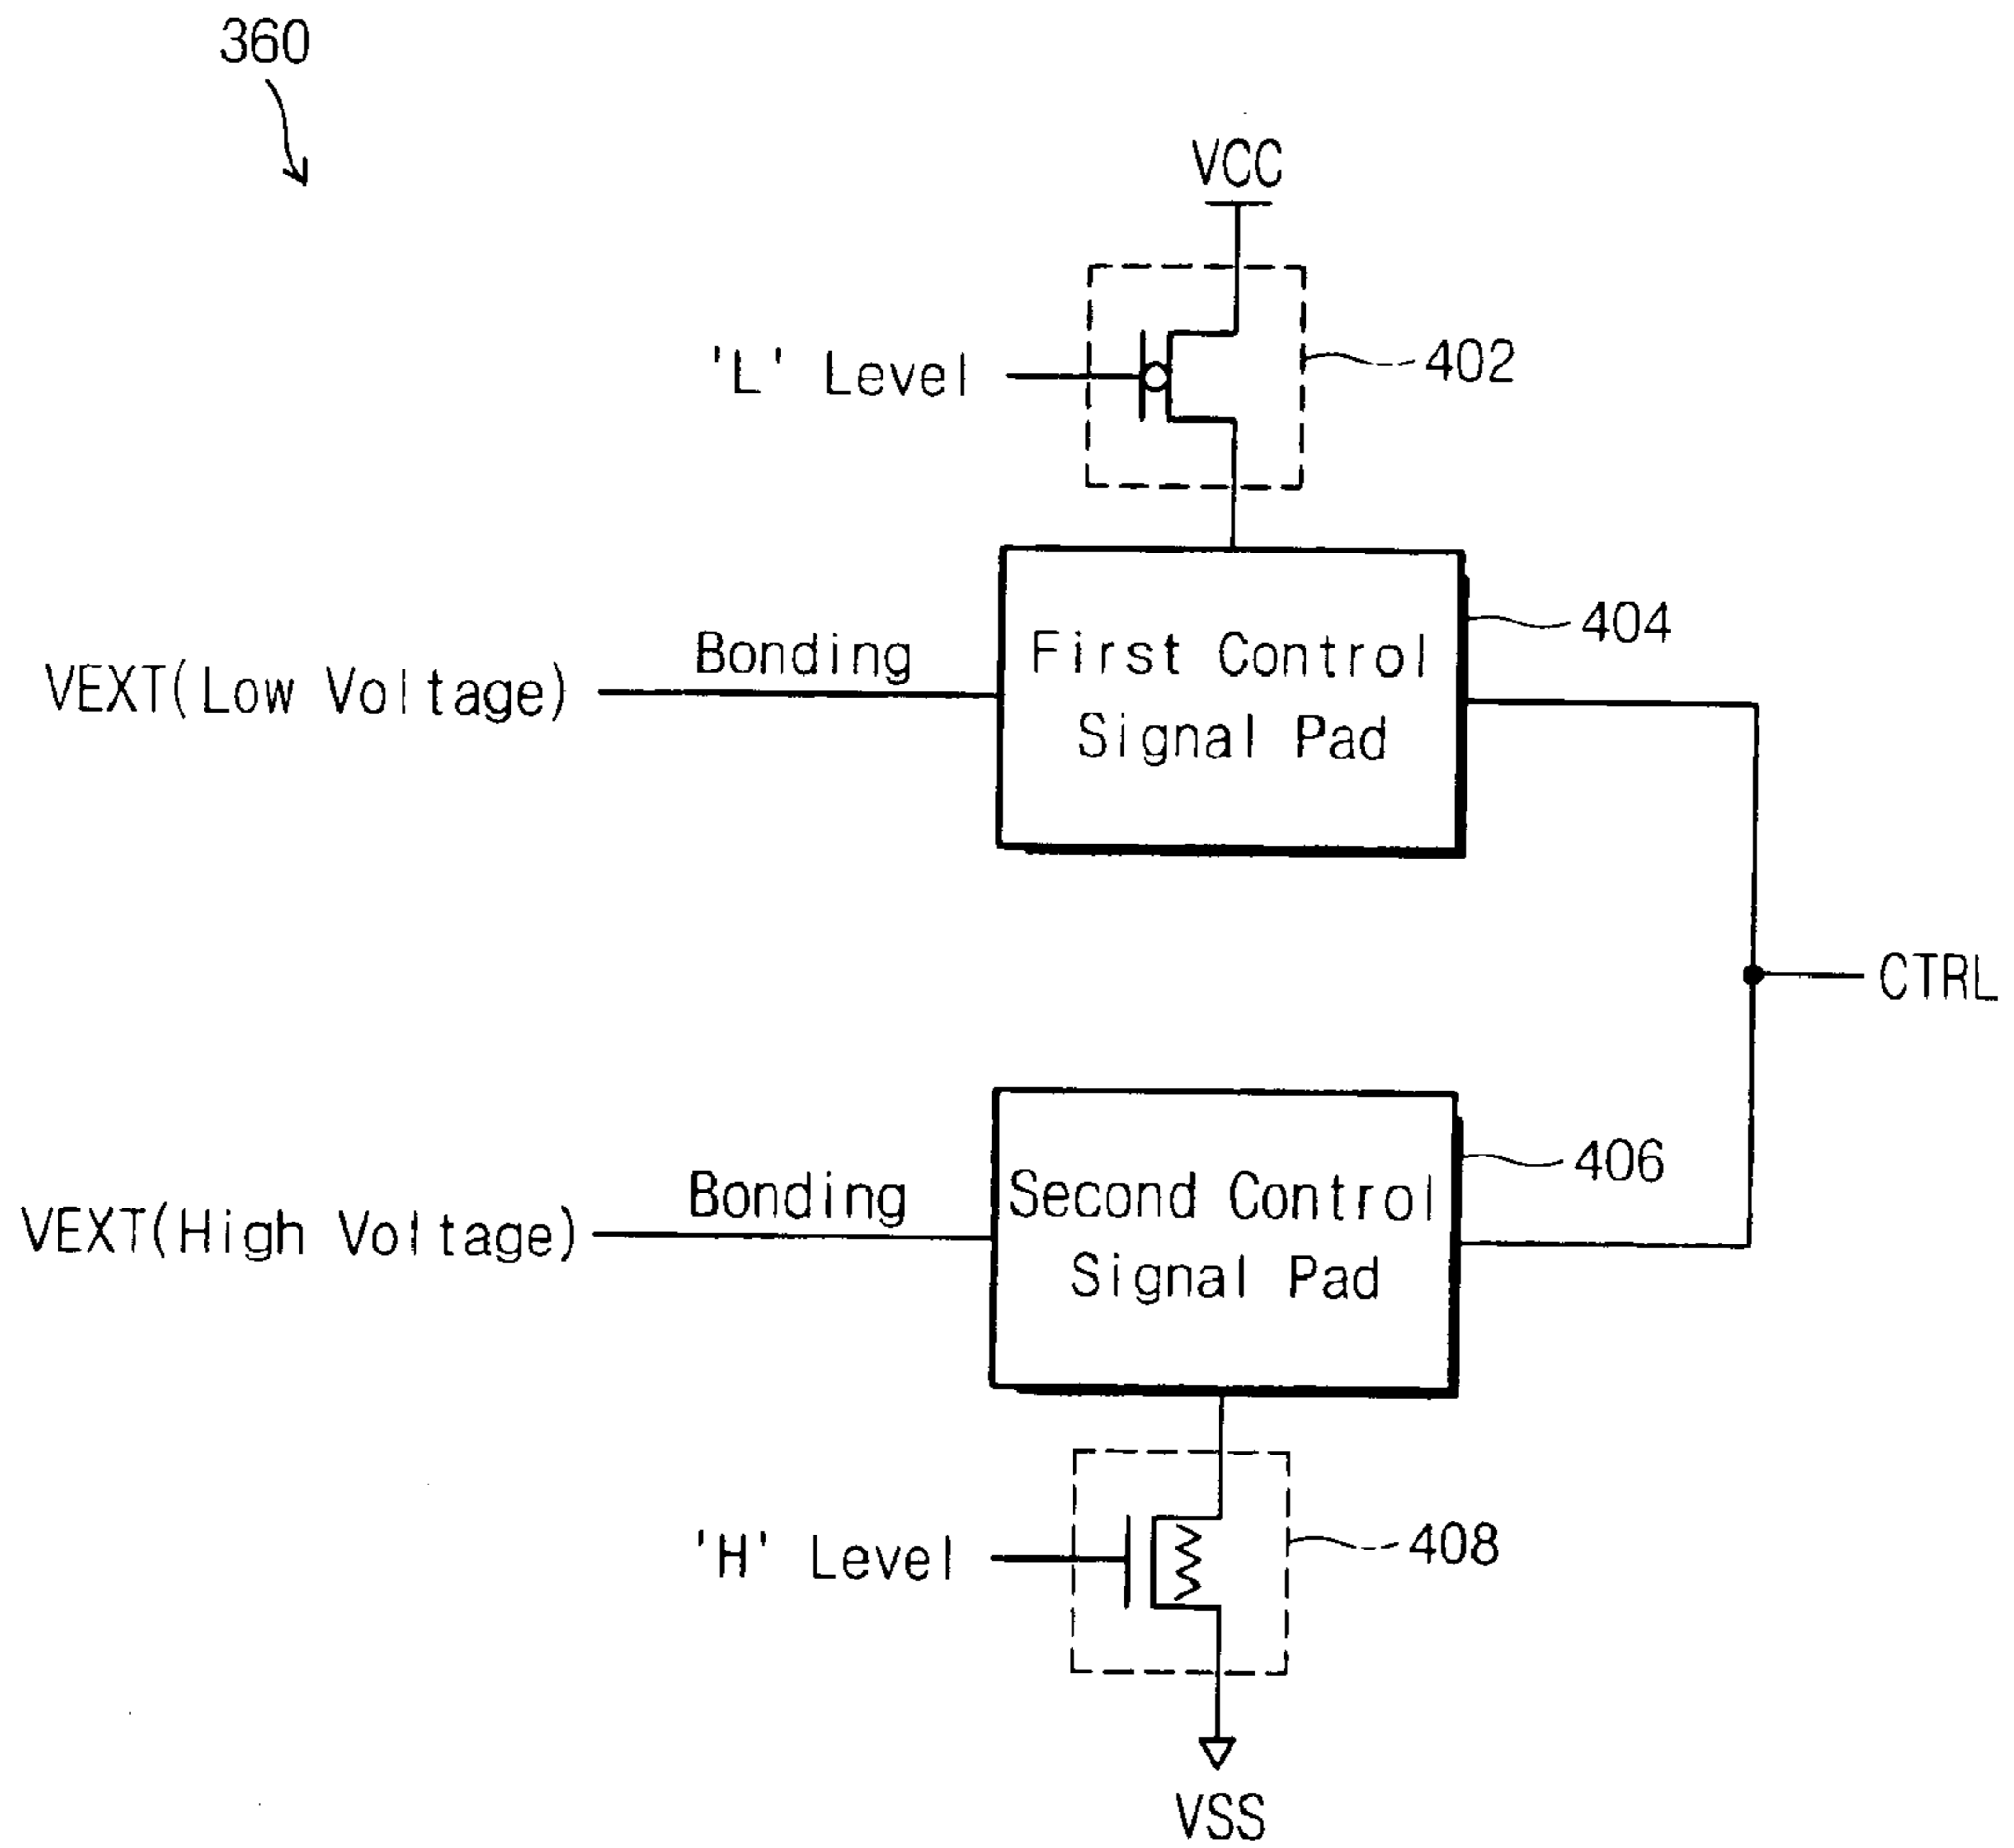 360
VCC
'L' Level
402
VEXT(Low Voltage)
Bonding
First Control
Signal Pad
404
CTRL
VEXT(High Voltage)
Bonding
Second Control
Signal Pad
406
'H' Level
408
VSS